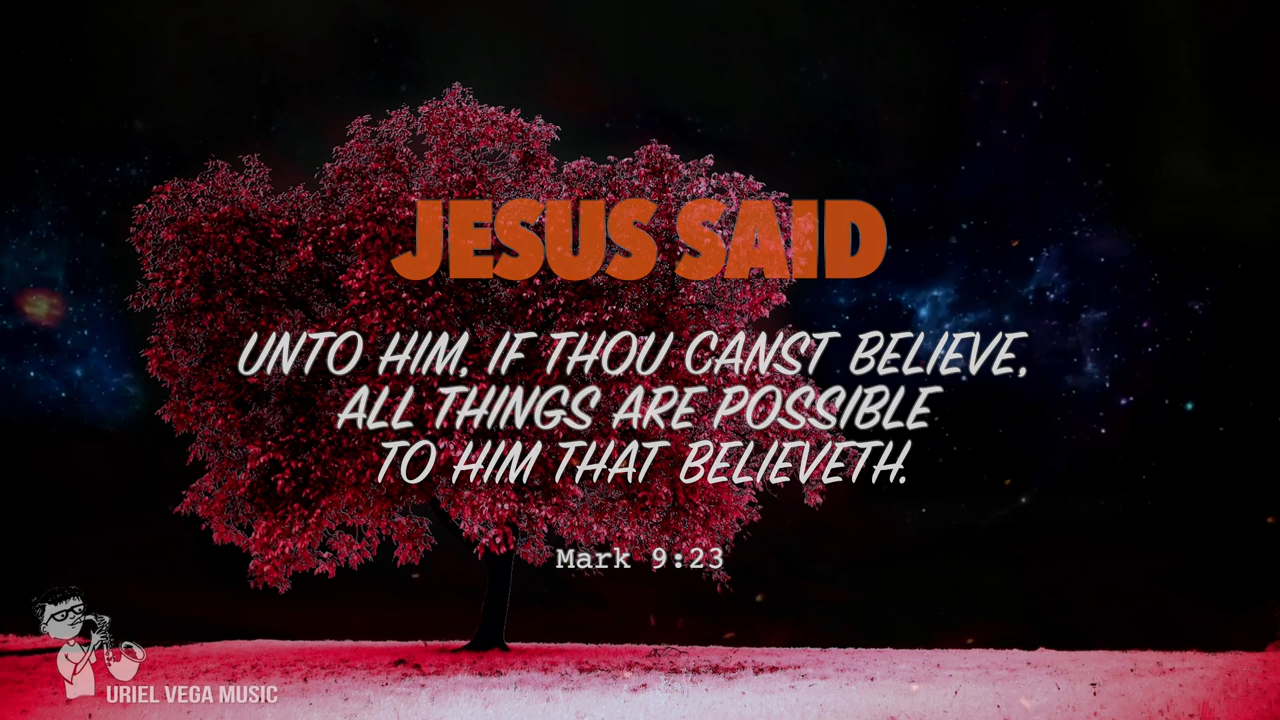 JESUS SAID
UNTO HIM, IF THOU CANST BELIEVE,
ALL THINGS ARE POSSIBLE
TO HIM THAT BELIEVETH.
Mark 9:23
URIEL VEGA MUSIC